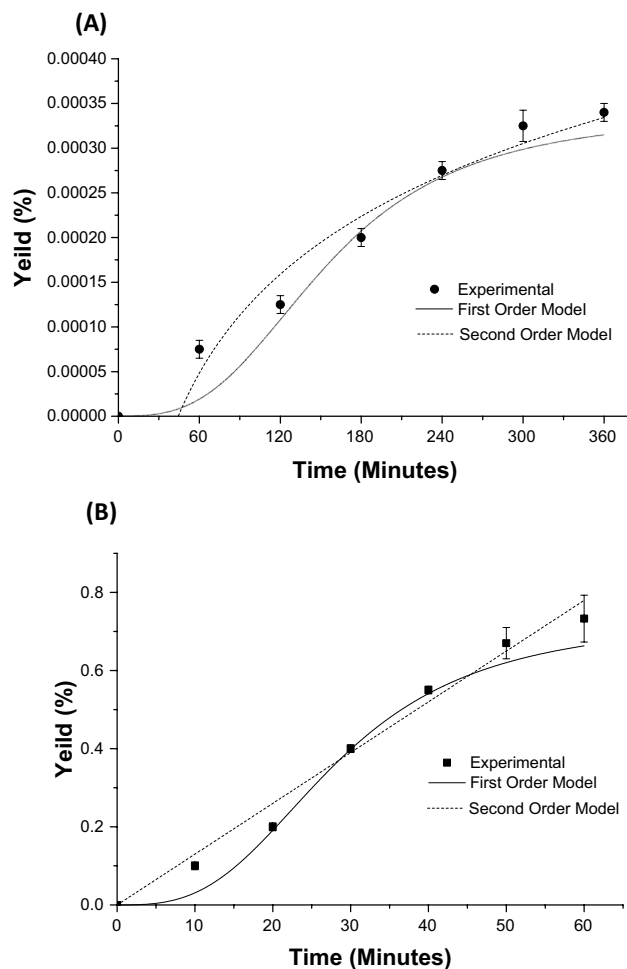 (A)
0.00040
0.00035
0.00030
0.00025
0.00020
0.00015
0.00010
0.00005
0.00000
Yeild (%)
Experimental
First Order Model
Second Order Model
0 60 120 180 240 300 360
Time (Minutes)
(B)
0.8
0.6
0.4
0.2
0.0
Yeild (%)
Experimental
First Order Model
Second Order Model
0 10 20 30 40 50 60
Time (Minutes)